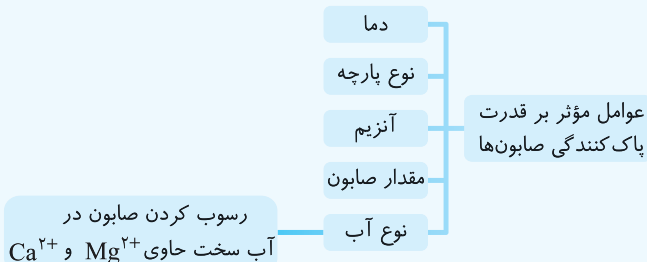 عوامل مؤثر بر قدرت
پاک‌کنندگی صابون‌ها
دما
نوع پارچه
آنزیم
مقدار صابون
نوع آب
رسوب کردن صابون در
آب سخت حاوی Mg²⁺ و Ca²⁺